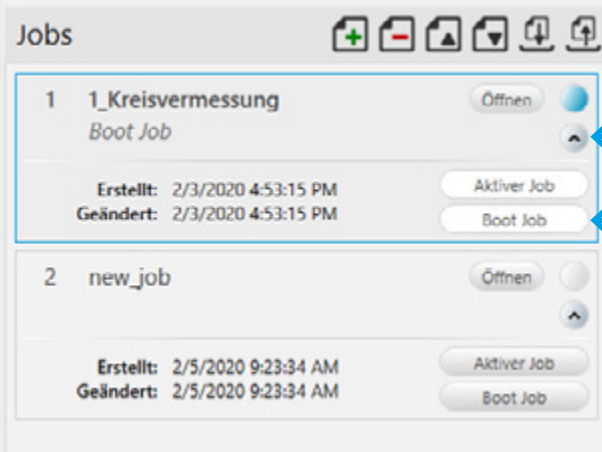 Jobs
1 1_Kreisvermessung Öffnen
Boot Job
Erstellt: 2/3/2020 4:53:15 PM Aktiver Job
Geändert: 2/3/2020 4:53:15 PM Boot Job
2 new_job Öffnen
Erstellt: 2/5/2020 9:23:34 AM Aktiver Job
Geändert: 2/5/2020 9:23:34 AM Boot Job